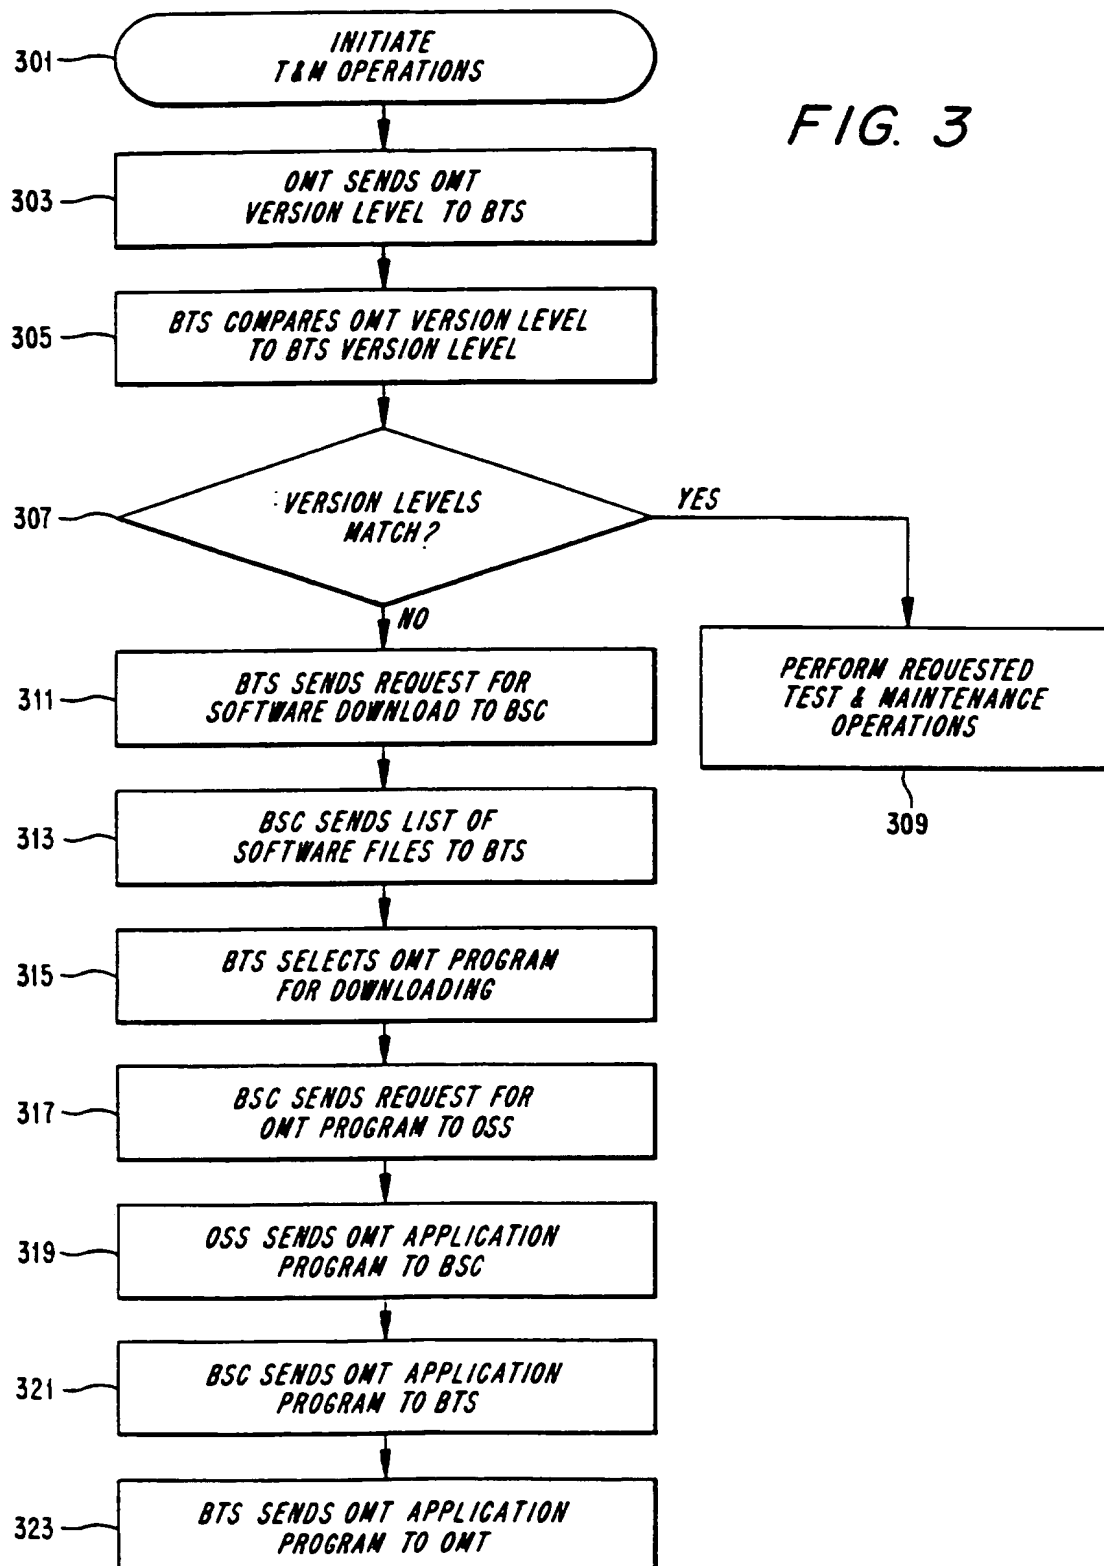 INITIATE
T&M OPERATIONS
301
FIG. 3
OMT SENDS OMT
VERSION LEVEL TO BTS
303
BTS COMPARES OMT VERSION LEVEL
TO BTS VERSION LEVEL
305
VERSION LEVELS
MATCH?
307
YES
NO
PERFORM REQUESTED
TEST & MAINTENANCE
OPERATIONS
309
BTS SENDS REQUEST FOR
SOFTWARE DOWNLOAD TO BSC
311
BSC SENDS LIST OF
SOFTWARE FILES TO BTS
313
BTS SELECTS OMT PROGRAM
FOR DOWNLOADING
315
BSC SENDS REQUEST FOR
OMT PROGRAM TO OSS
317
OSS SENDS OMT APPLICATION
PROGRAM TO BSC
319
BSC SENDS OMT APPLICATION
PROGRAM TO BTS
321
BTS SENDS OMT APPLICATION
PROGRAM TO OMT
323